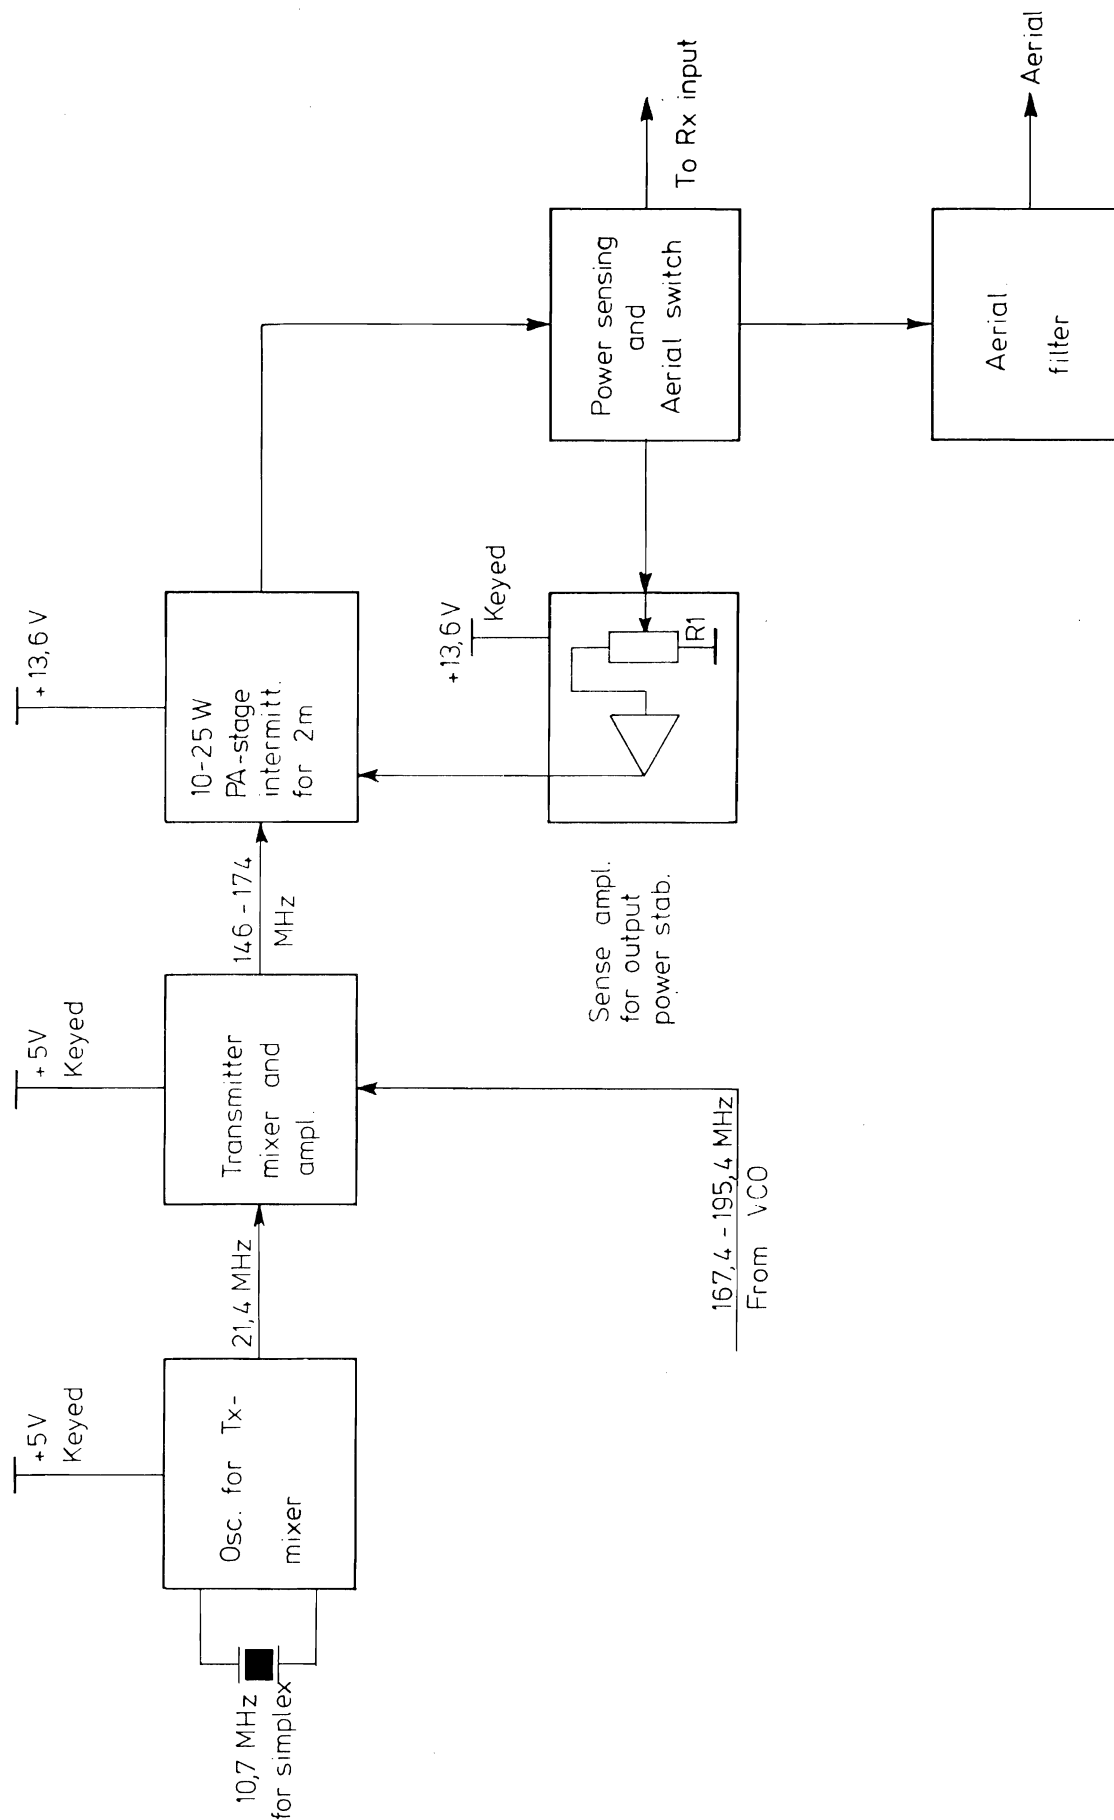 10,7 MHz
for simplex
+5V
Keyed
Osc. for Tx-
mixer
21,4 MHz
+5V
Keyed
Transmitter
mixer and
ampl.
167,4 - 195,4 MHz
From VCO
146 - 174
MHz
+13,6 V
10-25W
PA-stage
intermitt.
for 2m
Sense ampl.
for output
power stab.
+13,6V
Keyed
R1
Power sensing
and
Aerial switch
To Rx input
Aerial
filter
Aerial